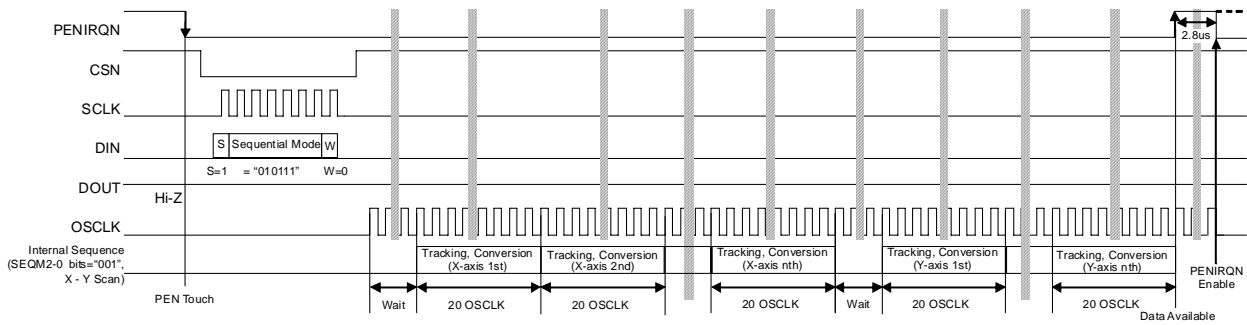 PENIRQN
2.8us
CSN
SCLK
DIN
S Sequential Mode W
S=1 = "010111" W=0
DOUT
Hi-Z
OSCLK
Internal Sequence
(SEQM2-0 bits="001",
X - Y Scan)
Tracking, Conversion
(X-axis 1st)
Tracking, Conversion
(X-axis 2nd)
Tracking, Conversion
(X-axis nth)
Tracking, Conversion
(Y-axis 1st)
Tracking, Conversion
(Y-axis nth)
PENIRQN
Enable
PEN Touch
Wait
20 OSCLK
20 OSCLK
20 OSCLK
Wait
20 OSCLK
20 OSCLK
Data Available